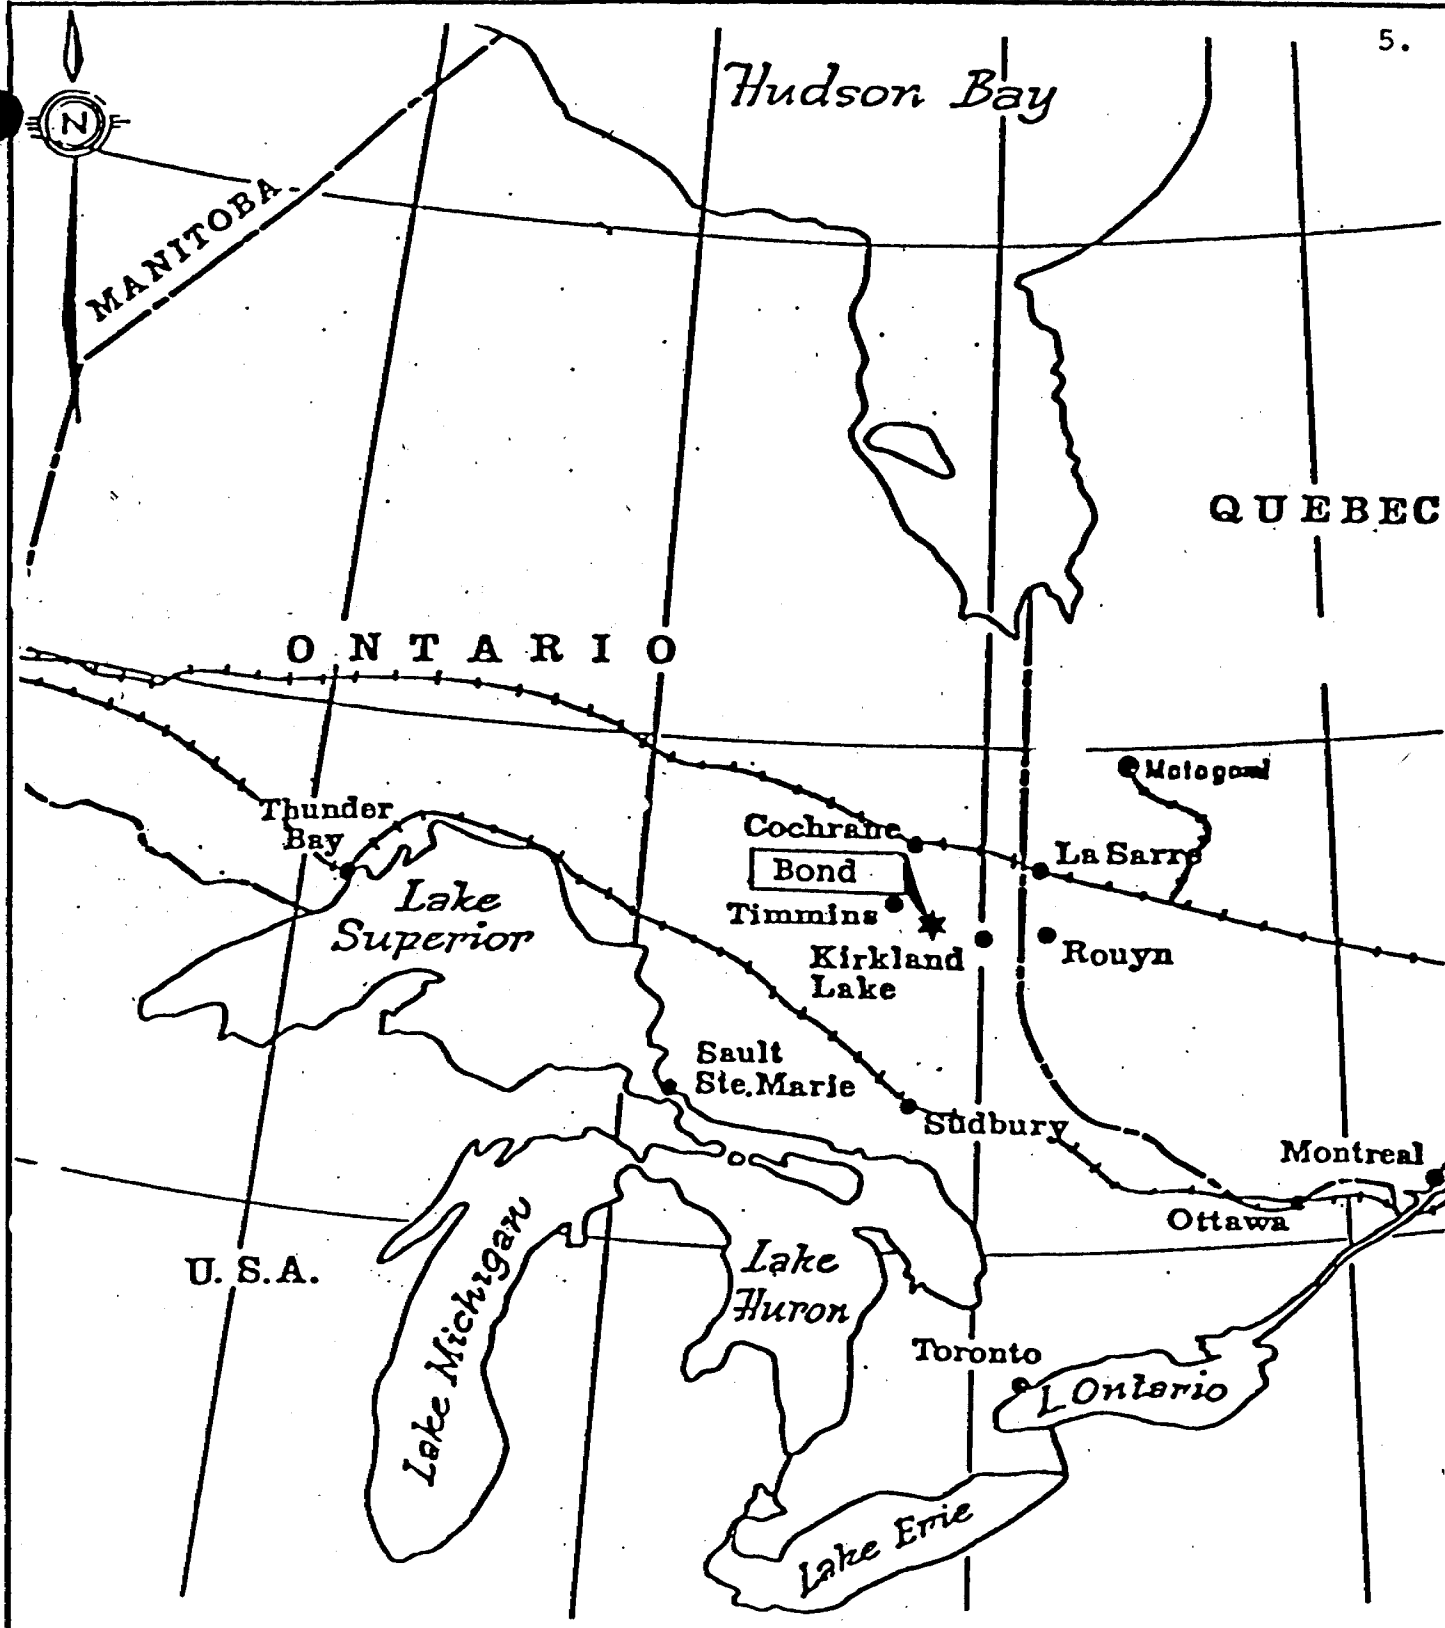 5.
Hudson Bay
N
MANITOBA
QUEBEC
ONTARIO
Matagami
Thunder
Bay
Cochrane
La Sarre
Bond
Lake
Superior
Timmins
Kirkland
Lake
Rouyn
Sault
Ste. Marie
Sudbury
Montreal
Ottawa
U.S.A.
Lake Michigan
Lake
Huron
Toronto
L Ontario
Lake Erie